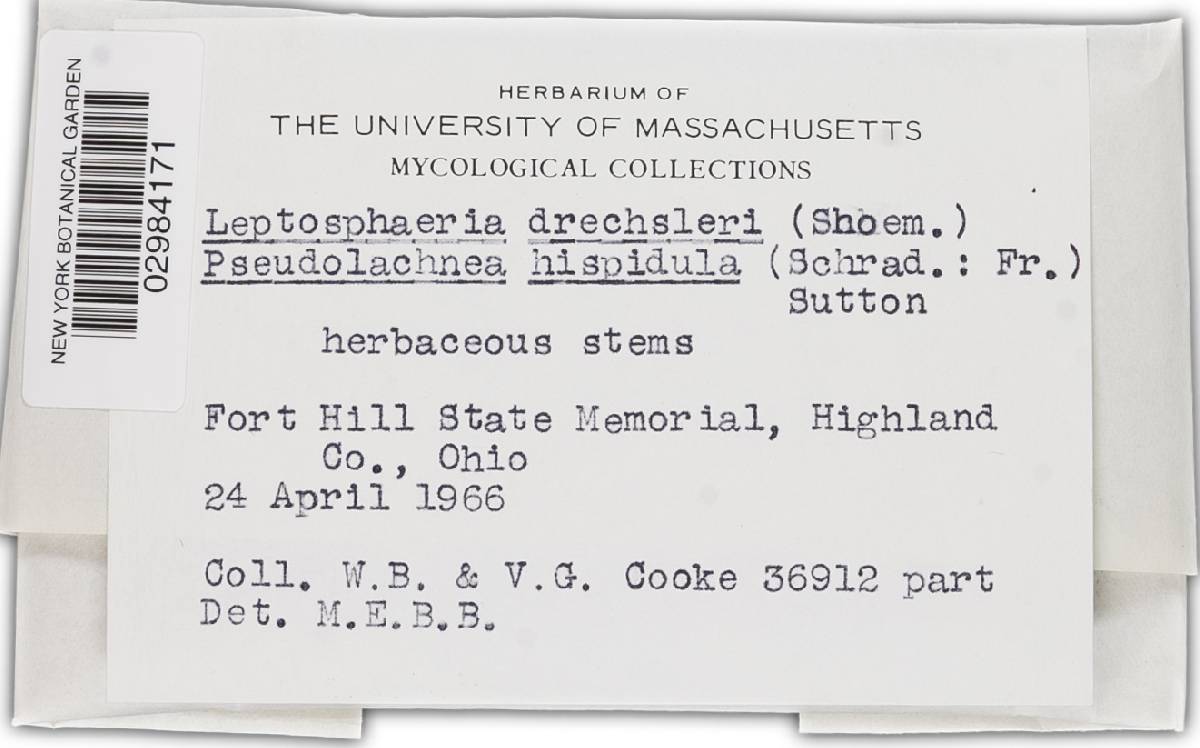 NEW YORK BOTANICAL GARDEN
02984171
HERBARIUM OF
THE UNIVERSITY OF MASSACHUSETTS
MYCOLOGICAL COLLECTIONS
Leptosphaeria drechsleri (Shoem.)
Pseudolachnea hispidula (Schrad.: Fr.)
Sutton
herbaceous stems
Fort Hill State Memorial, Highland
Co., Ohio
24 April 1966
Coll. W.B. & V.G. Cooke 36912 part
Det. M.E.B.B.